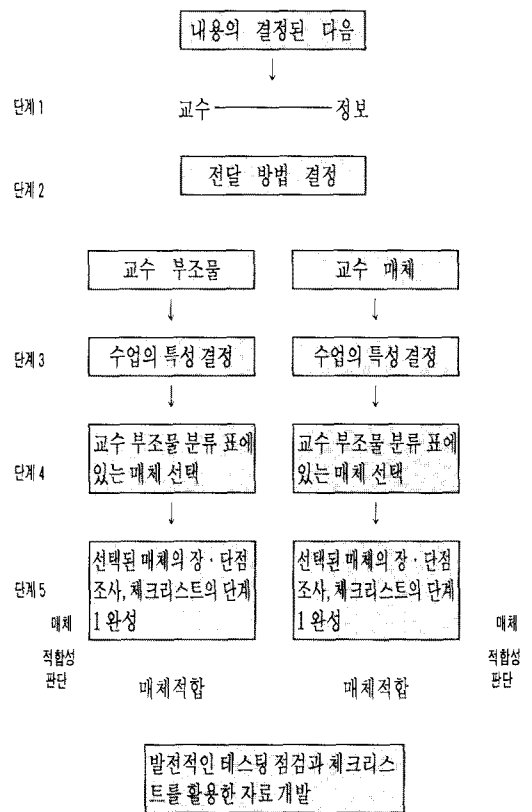 내용의 결정된 다음
단계 1
교수 정보
단계 2
전달 방법 결정
교수 부조물
교수 매체
단계 3
수업의 특성 결정
수업의 특성 결정
단계 4
교수 부조물 분류 표에
있는 매체 선택
교수 부조물 분류 표에
있는 매체 선택
단계 5
선택된 매체의 장·단점
조사, 체크리스트의 단계
1 완성
선택된 매체의 장·단점
조사, 체크리스트의 단계
1 완성
매체
적합성
판단
매체적합
매체적합
매체
적합성
판단
발전적인 테스팅 점검과 체크리스
트를 활용한 자료 개발